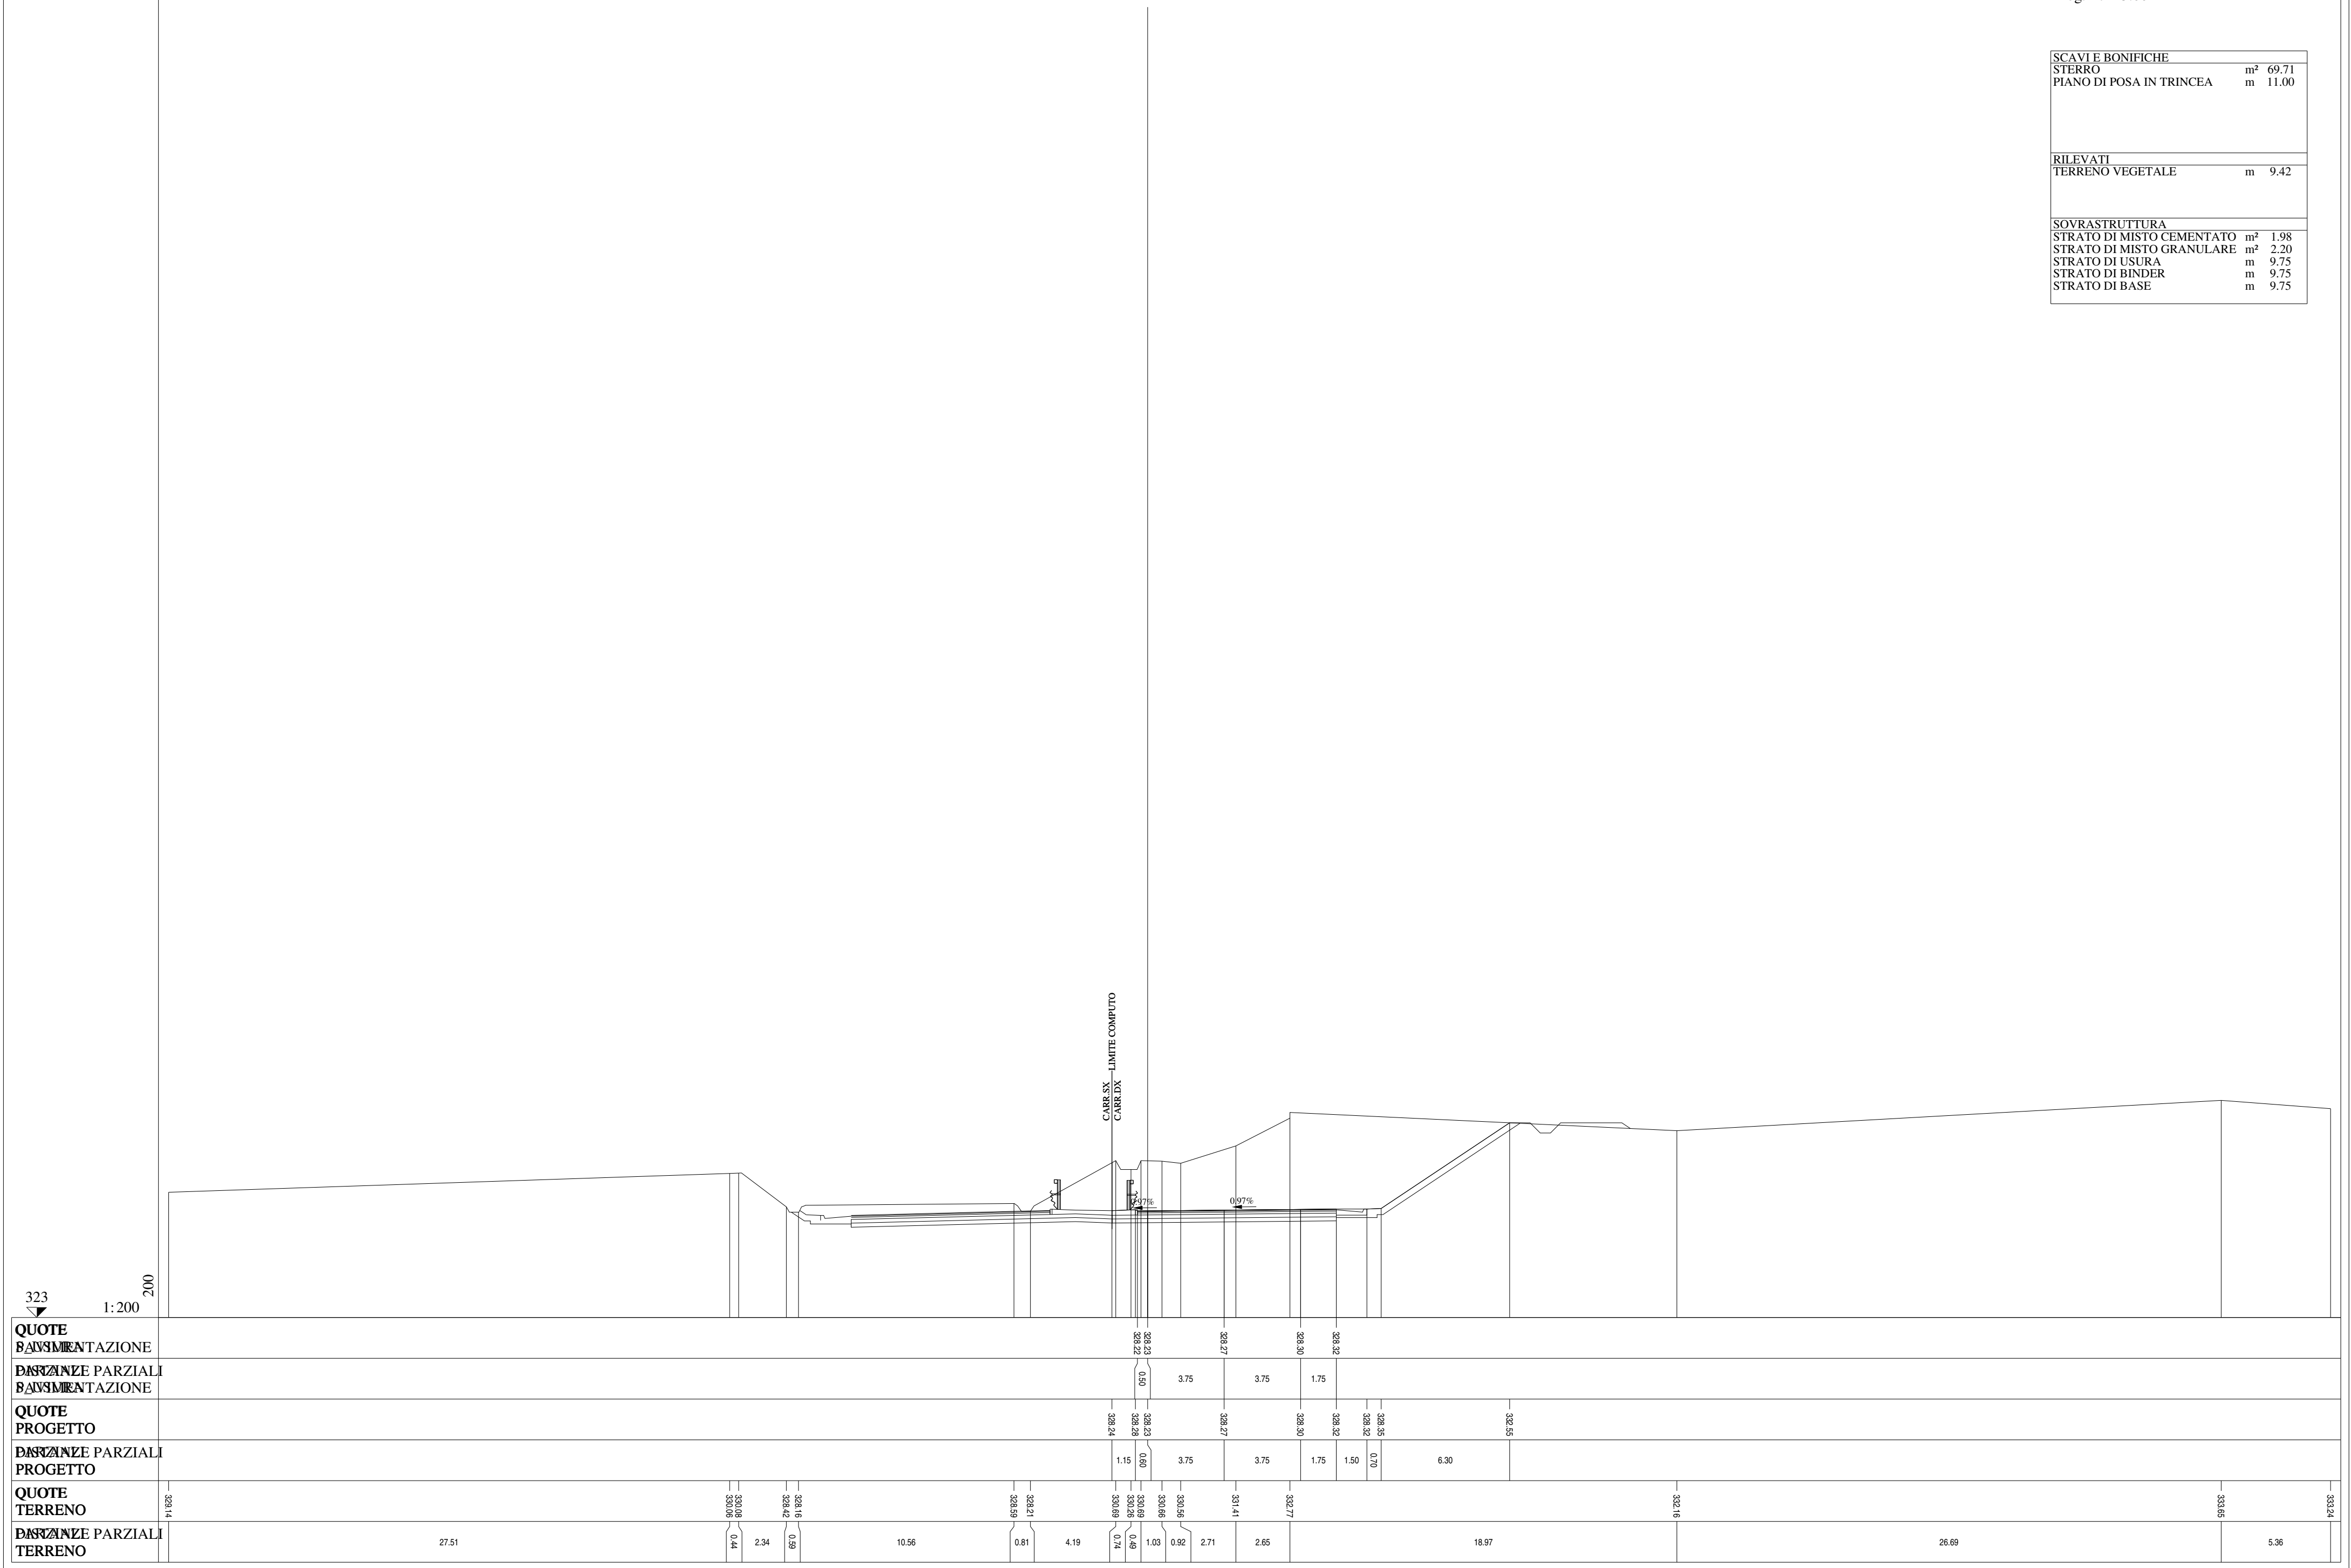 SCAVI E BONIFICHE
STERRO m² 69.71
PIANO DI POSA IN TRINCEA m 11.00
RILEVATI
TERRENO VEGETALE m 9.42
SOVRASTRUTTURA
STRATO DI MISTO CEMENTATO m² 1.98
STRATO DI MISTO GRANULARE m² 2.20
STRATO DI USURA m 9.75
STRATO DI BINDER m 9.75
STRATO DI BASE m 9.75
LIMITE COMPUTO
CARR.SX
CARR.DX
0.97% 0.97%
323
1:200
200
QUOTE
PAVIMENTAZIONE
328.22 328.23 328.27 328.30 328.32
PARZIALI
PAVIMENTAZIONE
0.50 3.75 3.75 1.75
QUOTE
PROGETTO
328.24 328.28 328.23 328.27 328.30 328.32 328.32 328.35 332.55
PARZIALI
PROGETTO
1.15 0.60 3.75 3.75 1.75 1.50 0.70 6.30
QUOTE
TERRENO
329.14 330.06 330.08 328.42 328.16 328.59 328.21 330.69 330.26 330.69 330.66 330.56 331.41 332.77 332.16 333.65 333.24
PARZIALI
TERRENO
27.51 0.44 2.34 0.59 10.56 0.81 4.19 0.74 0.49 1.03 0.92 2.71 2.65 18.97 26.69 5.36